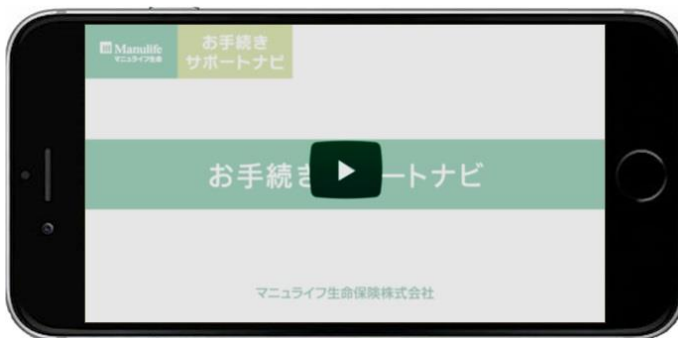 Manulife
マニュライフ生命
お手続き
サポートナビ
お手続き ートナビ
マニュライフ生命保険株式会社